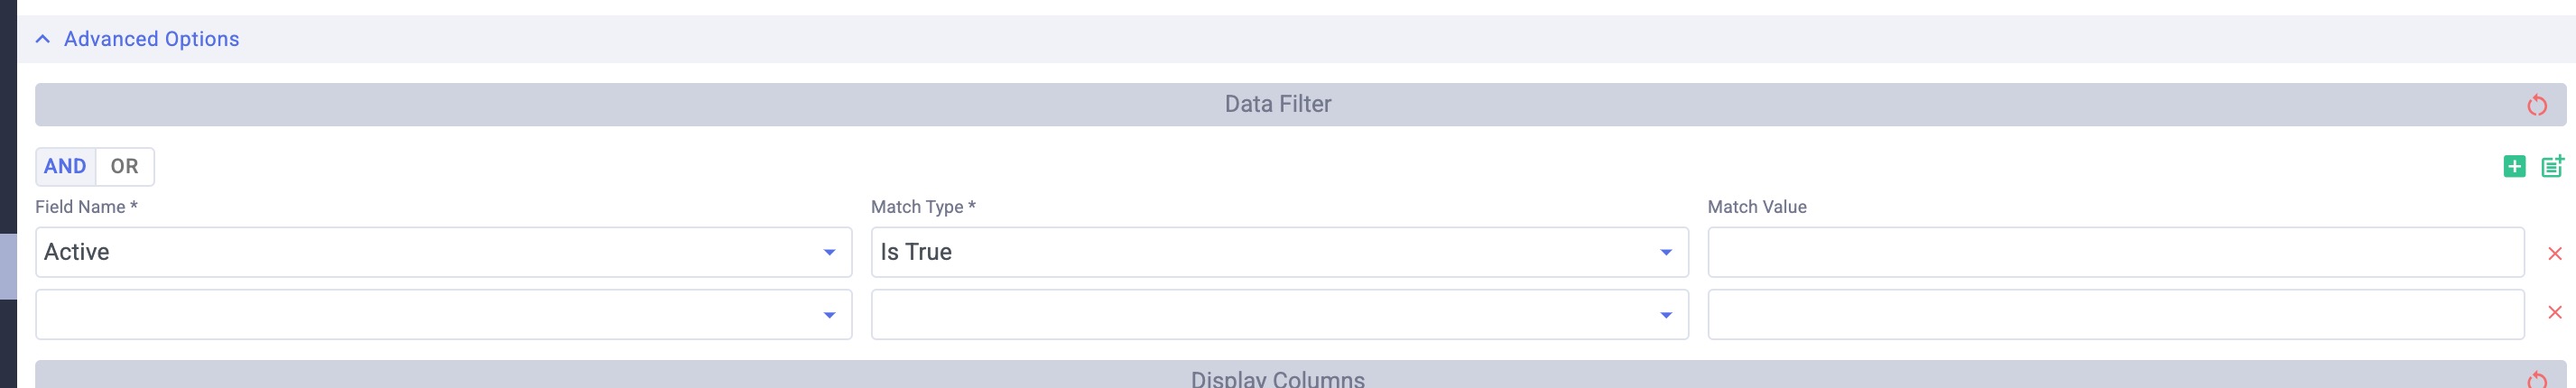 Advanced Options
Data Filter
AND OR
Field Name * Match Type * Match Value
Active Is True
Display Columns